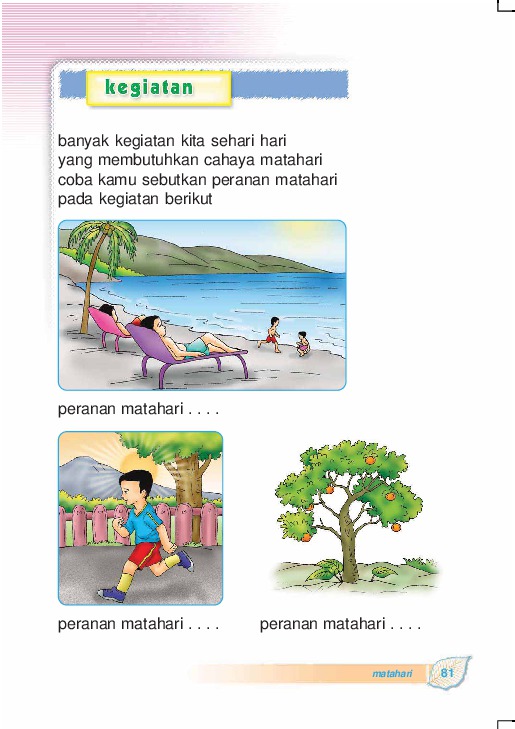 kegiatan
banyak kegiatan kita sehari hari
yang membutuhkan cahaya matahari
coba kamu sebutkan peranan matahari
pada kegiatan berikut
peranan matahari . . . .
peranan matahari . . . .
peranan matahari . . . .
matahari
81